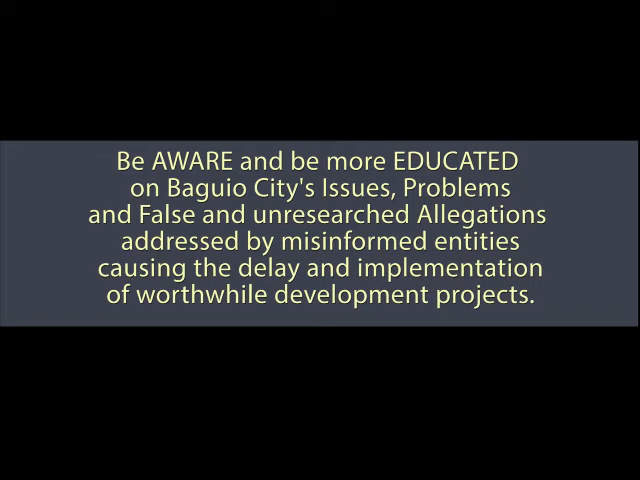 Be AWARE and be more EDUCATED
on Baguio City's Issues, Problems
and False and unresearched Allegations
addressed by misinformed entities
causing the delay and implementation
of worthwhile development projects.